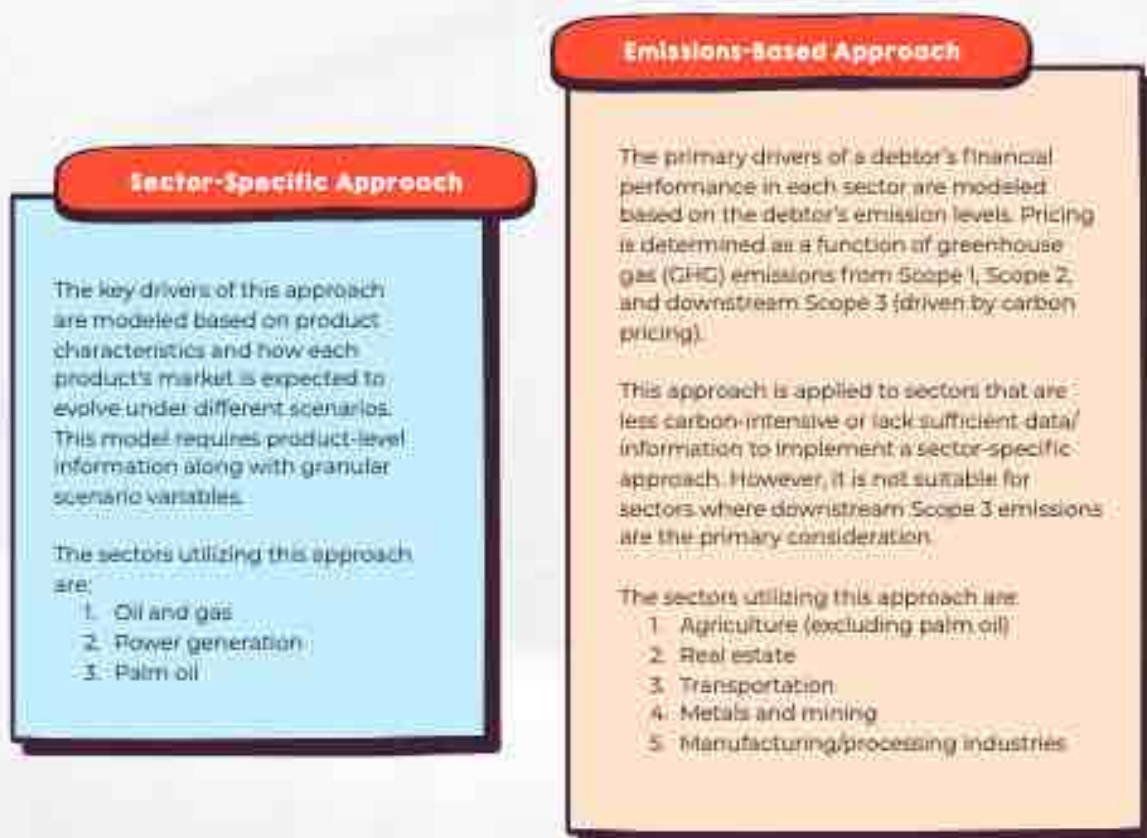 Sector-Specific Approach
The key drivers of this approach
are modeled based on product
characteristics and how each
product's market is expected to
evolve under different scenarios.
This model requires product-level
information along with granular
scenario variables.
The sectors utilizing this approach
are:
1. Oil and gas
2. Power generation
3. Palm oil
Emissions-Based Approach
The primary drivers of a debtor's financial
performance in each sector are modeled
based on the debtor's emission levels. Pricing
is determined as a function of greenhouse
gas (GHG) emissions from Scope 1, Scope 2,
and downstream Scope 3 (driven by carbon
pricing).
This approach is applied to sectors that are
less carbon-intensive or lack sufficient data/
information to implement a sector-specific
approach. However, it is not suitable for
sectors where downstream Scope 3 emissions
are the primary consideration.
The sectors utilizing this approach are:
1. Agriculture (excluding palm oil)
2. Real estate
3. Transportation
4. Metals and mining
5. Manufacturing/processing industries